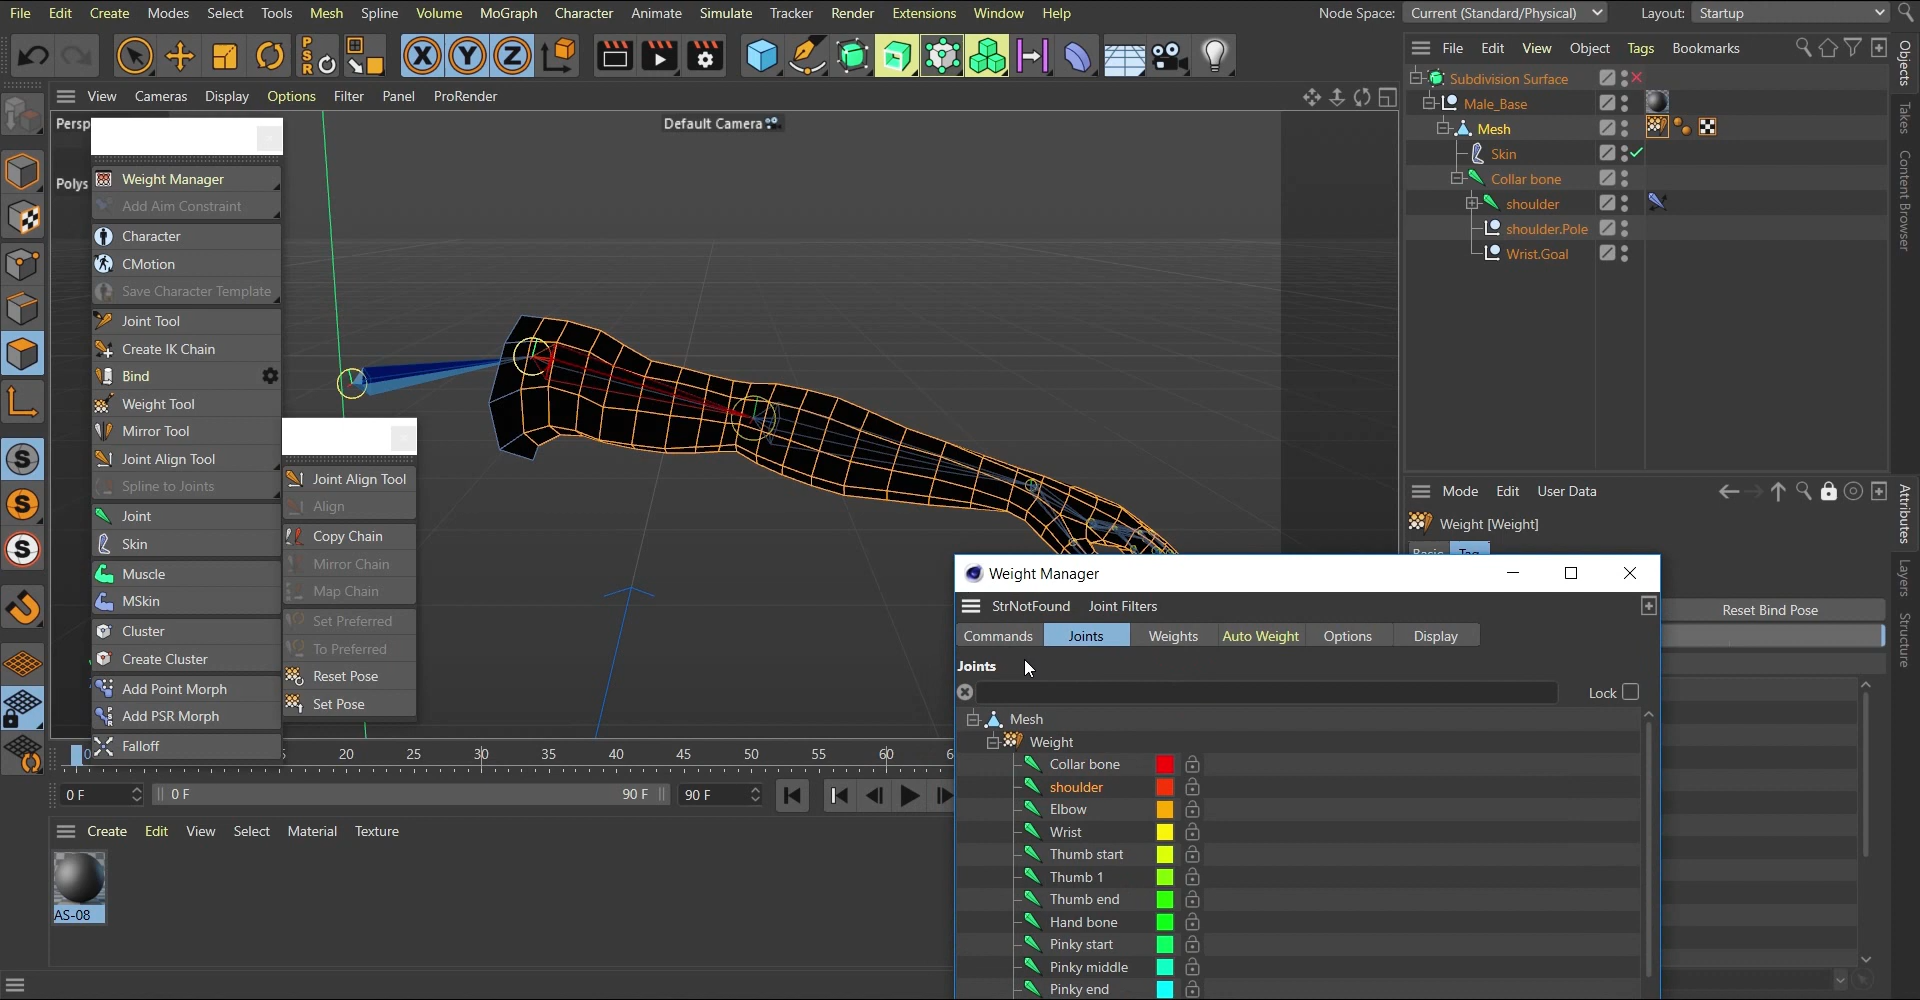 File Edit Create Modes Select Tools Mesh Spline Volume MoGraph Character Animate Simulate Tracker Render Extensions Window Help Node Space: Current (Standard/Physical) Layout: Startup
PSR X Y Z
File Edit View Object Tags Bookmarks
Subdivision Surface
Male_Base
Mesh
Skin
Collar bone
shoulder
shoulder.Pole
Wrist.Goal
Objects
Takes
Content Browser
View Cameras Display Options Filter Panel ProRender
Persp
Default Camera
Polys
Weight Manager
Add Aim Constraint
Character
CMotion
Save Character Template
Joint Tool
Create IK Chain
Bind
Weight Tool
Mirror Tool
Joint Align Tool
Spline to Joints
Joint
Skin
Muscle
MSkin
Cluster
Create Cluster
Add Point Morph
Add PSR Morph
Falloff
Joint Align Tool
Align
Copy Chain
Mirror Chain
Map Chain
Set Preferred
To Preferred
Reset Pose
Set Pose
S
S
S
Mode Edit User Data
Weight [Weight]
Basic Tag
Reset Bind Pose
Attributes
Layers
Structure
Weight Manager
StrNotFound Joint Filters
Commands Joints Weights Auto Weight Options Display
Joints
Lock
Mesh
Weight
Collar bone
shoulder
Elbow
Wrist
Thumb start
Thumb 1
Thumb end
Hand bone
Pinky start
Pinky middle
Pinky end
0 5 20 25 30 35 40 45 50 55 60 6
0 F 0 F 90 F 90 F
Create Edit View Select Material Texture
AS-08